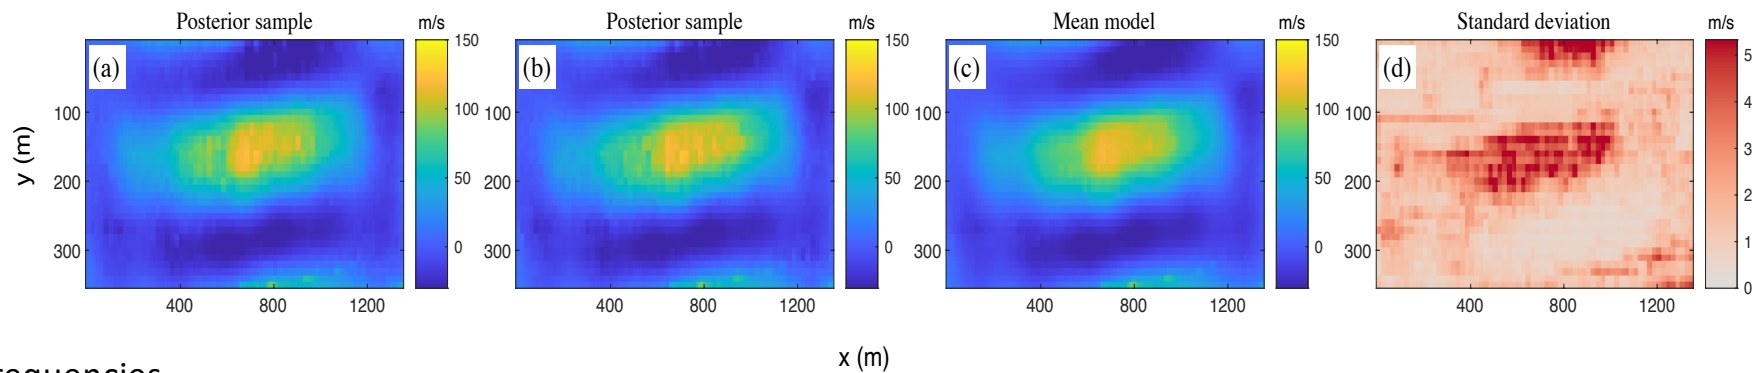 Posterior sample m/s Posterior sample m/s Mean model m/s Standard deviation m/s
(a) (b) (c) (d)
150 150 150 5
100 100 100 100 100 100 100 4
y (m) 3
200 50 200 50 200 50 200 2
300 0 300 0 300 0 300 1
0
400 800 1200 400 800 1200 400 800 1200 400 800 1200
x (m)